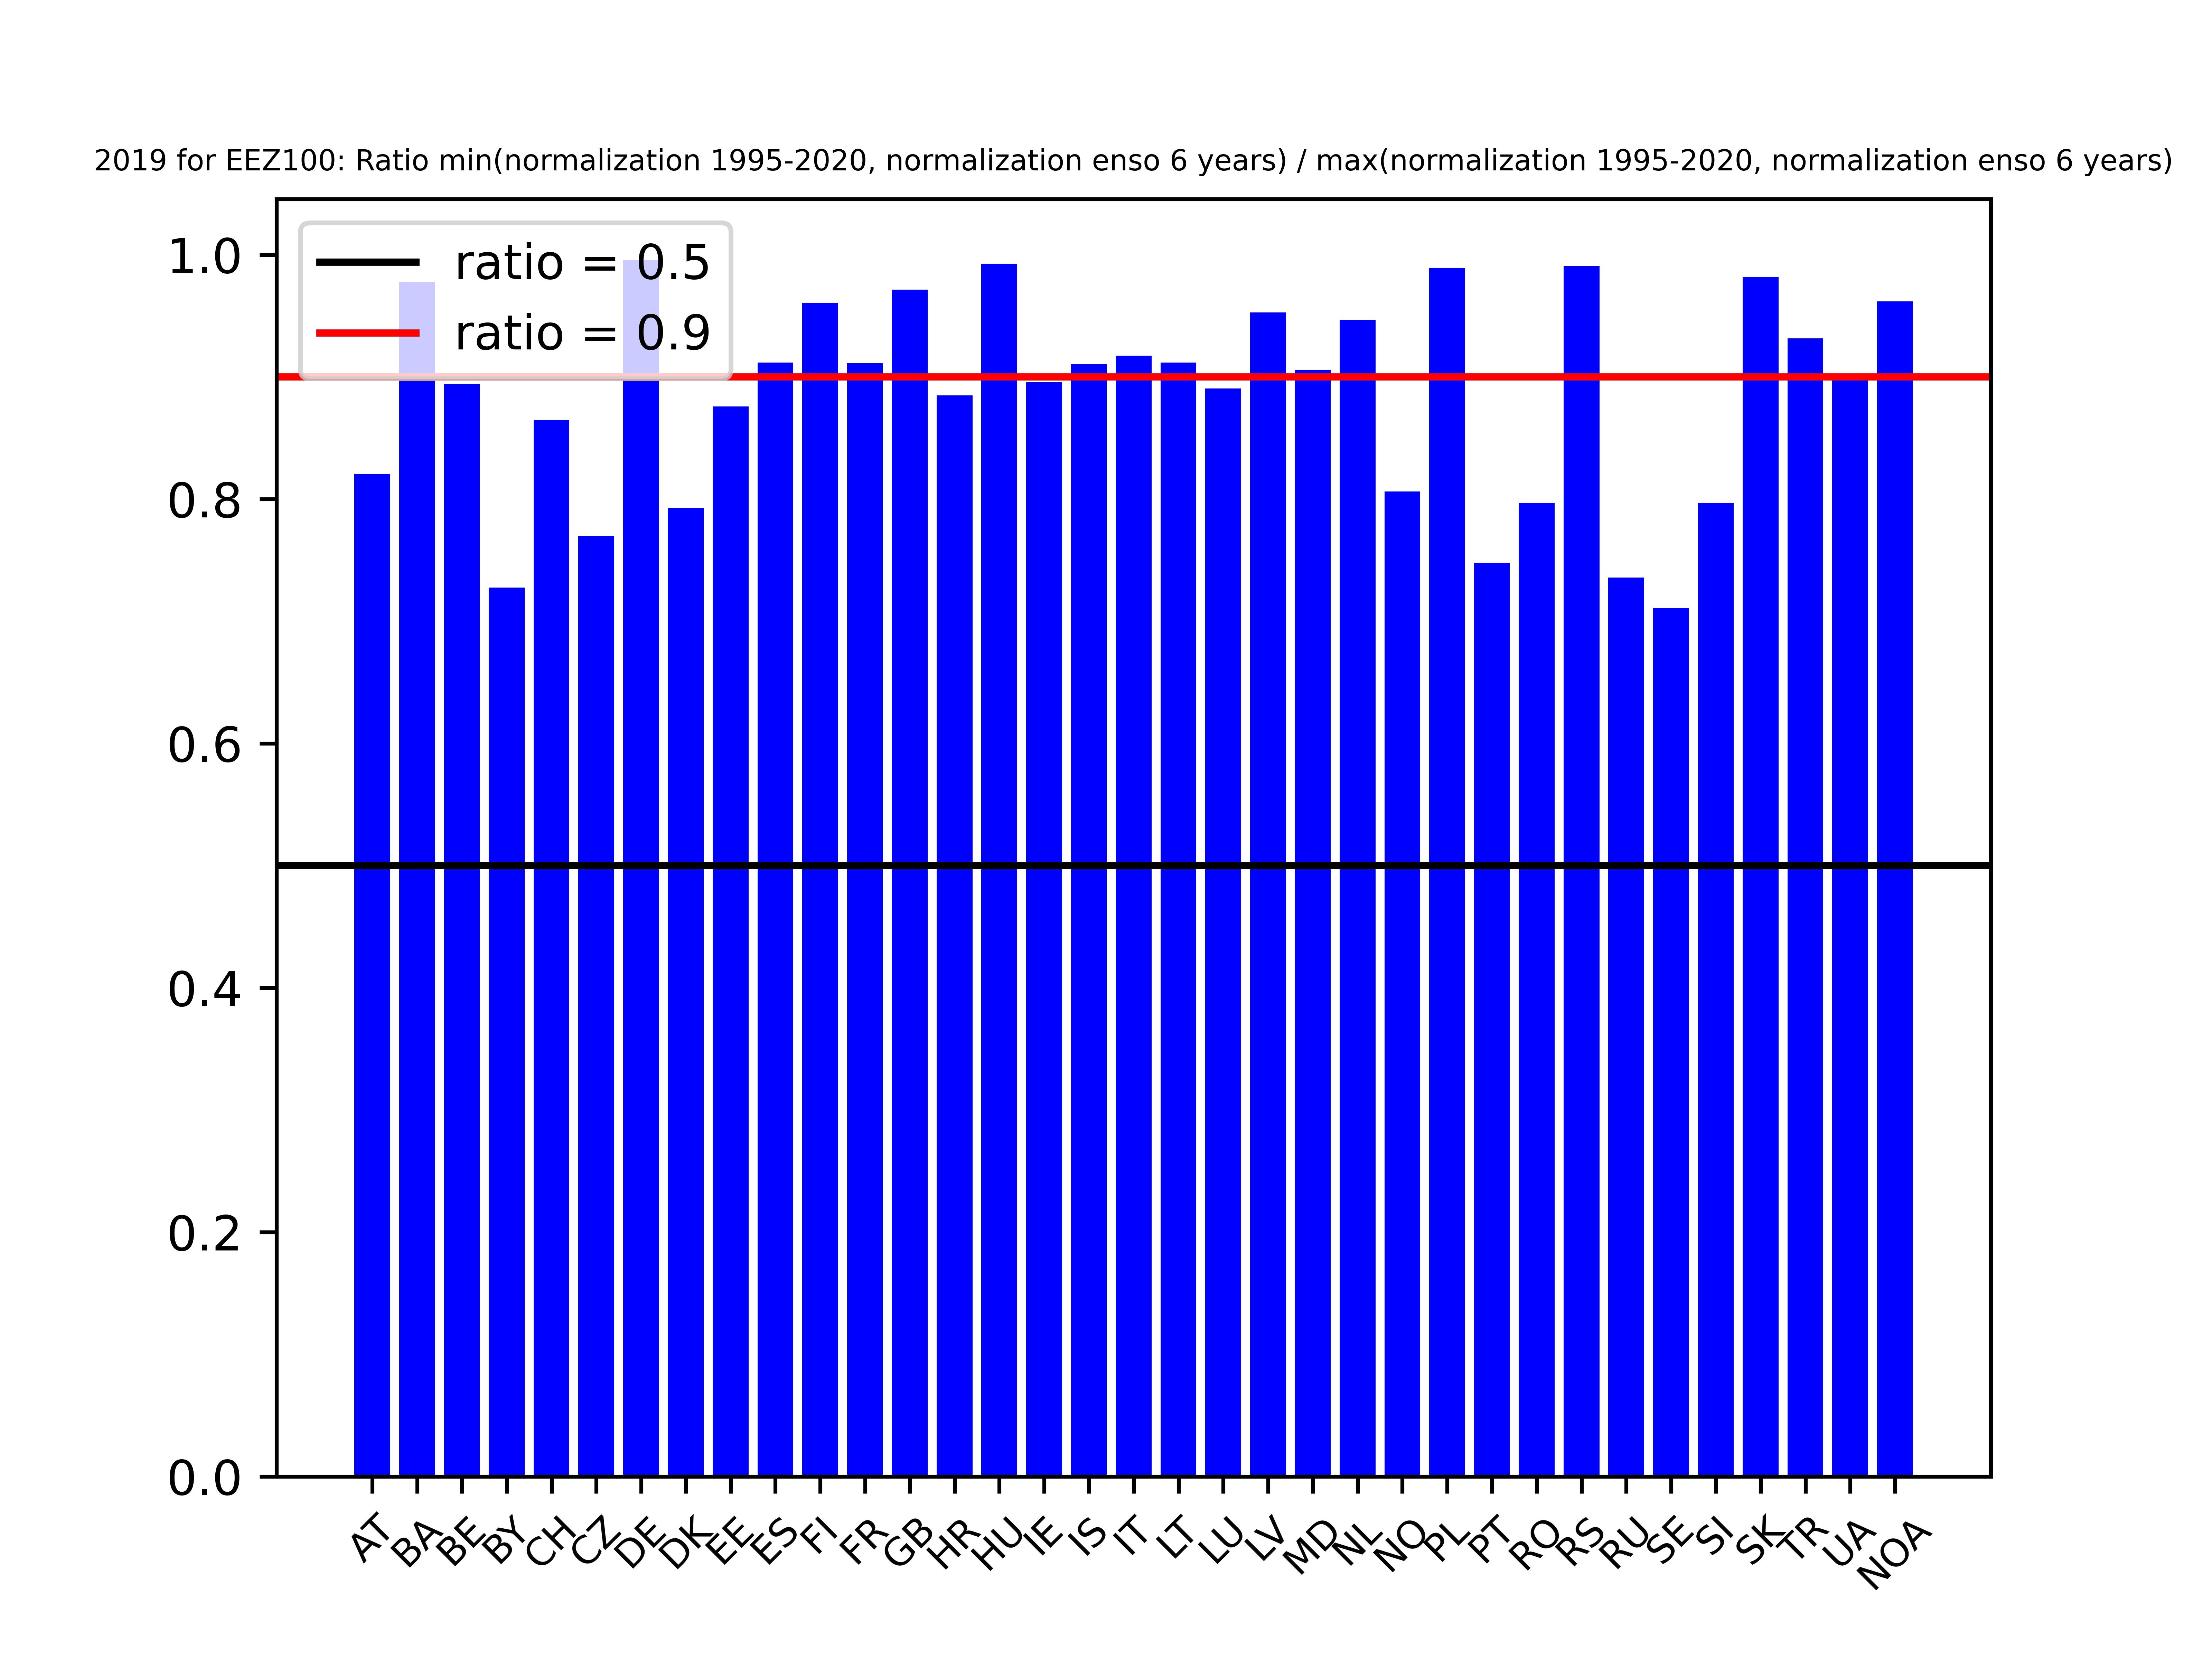 2019 for EEZ100: Ratio min(normalization 1995-2020, normalization enso 6 years) / max(normalization 1995-2020, normalization enso 6 years)
ratio = 0.5
ratio = 0.9
1.0
0.8
0.6
0.4
0.2
0.0
AT BA BE BY CH CZ DE DK EE ES FI FR GB HR HU IE IS IT LT LU LV MD NL NO PL PT RO RS RU SE SI SK TR UA NOA